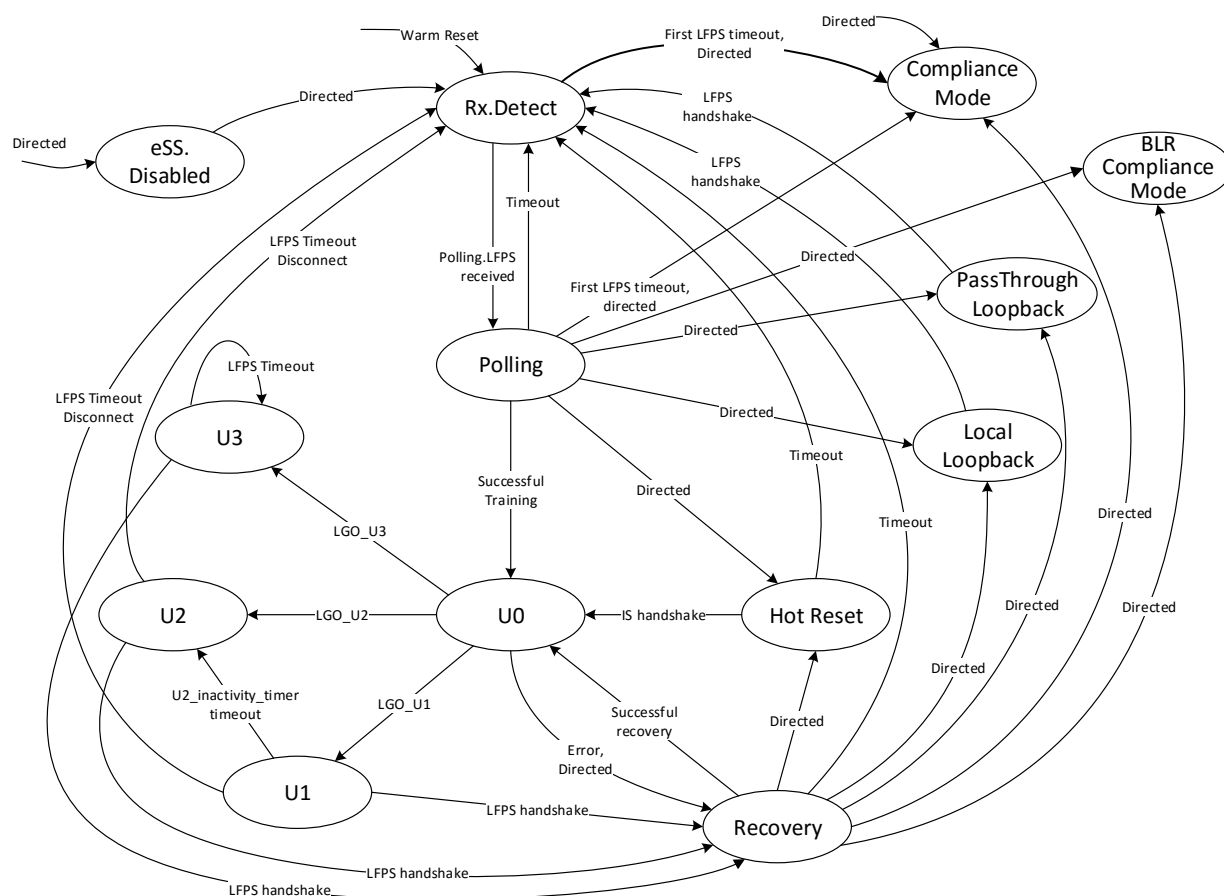 Warm Reset
First LFPS timeout,
Directed
Directed
Compliance
Mode
Rx.Detect
LFPS
handshake
Directed
Directed
eSS.
Disabled
BLR
Compliance
Mode
LFPS
handshake
Timeout
LFPS Timeout
Disconnect
Polling.LFPS
received
First LFPS timeout,
directed
Directed
PassThrough
Loopback
Directed
Polling
LFPS Timeout
LFPS Timeout
Disconnect
Directed
U3
Local
Loopback
Timeout
Successful
Training
Directed
Directed
Timeout
LGO_U3
U2
LGO_U2
U0
IS handshake
Hot Reset
Directed
Directed
Directed
U2_inactivity_timer
timeout
LGO_U1
Successful
recovery
Directed
Error,
Directed
U1
LFPS handshake
Recovery
LFPS handshake
LFPS handshake